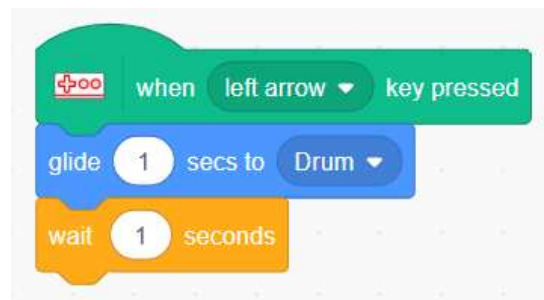 when left arrow key pressed
glide 1 secs to Drum
wait 1 seconds